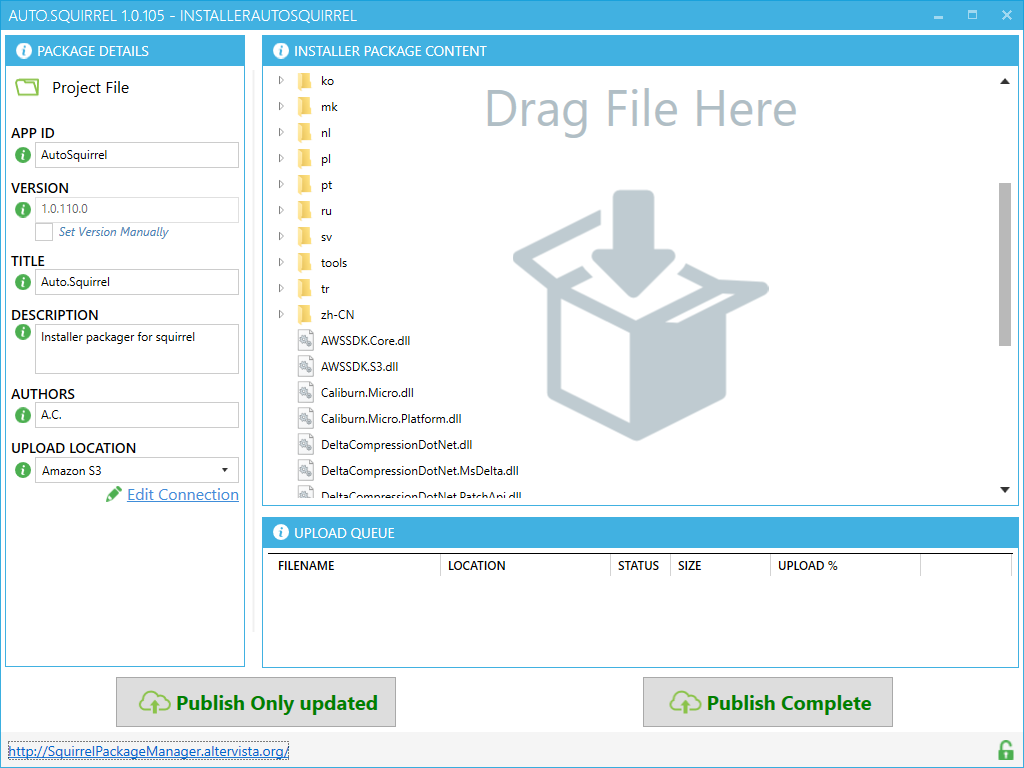 AUTO.SQUIRREL 1.0.105 - INSTALLERAUTOSQUIRREL
PACKAGE DETAILS
Project File
APP ID
AutoSquirrel
VERSION
1.0.110.0
Set Version Manually
TITLE
Auto.Squirrel
DESCRIPTION
Installer packager for squirrel
AUTHORS
A.C.
UPLOAD LOCATION
Amazon S3
Edit Connection
INSTALLER PACKAGE CONTENT
Drag File Here
ko
mk
nl
pl
pt
ru
sv
tools
tr
zh-CN
AWSSDK.Core.dll
AWSSDK.S3.dll
Caliburn.Micro.dll
Caliburn.Micro.Platform.dll
DeltaCompressionDotNet.dll
DeltaCompressionDotNet.MsDelta.dll
DeltaCompressionDotNet.PatchApi.dll
UPLOAD QUEUE
FILENAME LOCATION STATUS SIZE UPLOAD %
Publish Only updated
Publish Complete
http://SquirrelPackageManager.altervista.org/